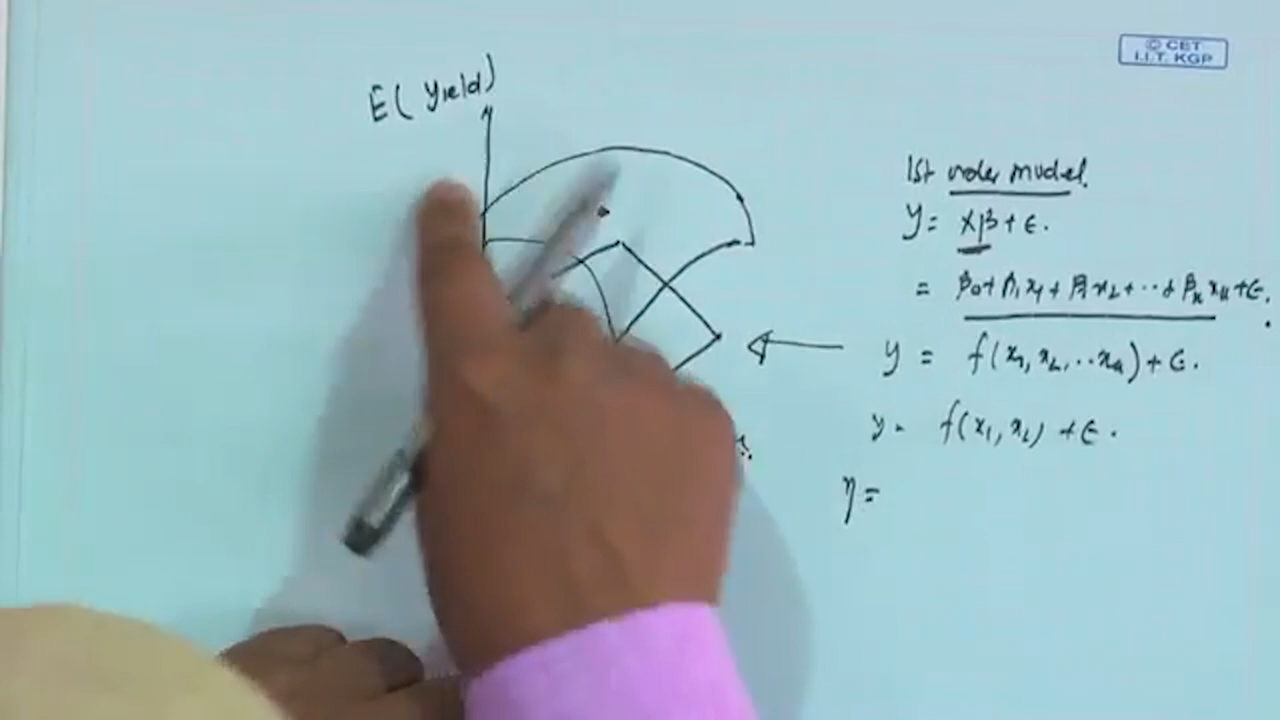 © CET
I.I.T. KGP
E( Yield)
1st order model.
y = xβ + ε.
= β0 + β1x1 + β2x2 + ... + βkxk + ε.
y = f(x1, x2, .. xk) + ε.
y = f(x1, x2) + ε.
η =